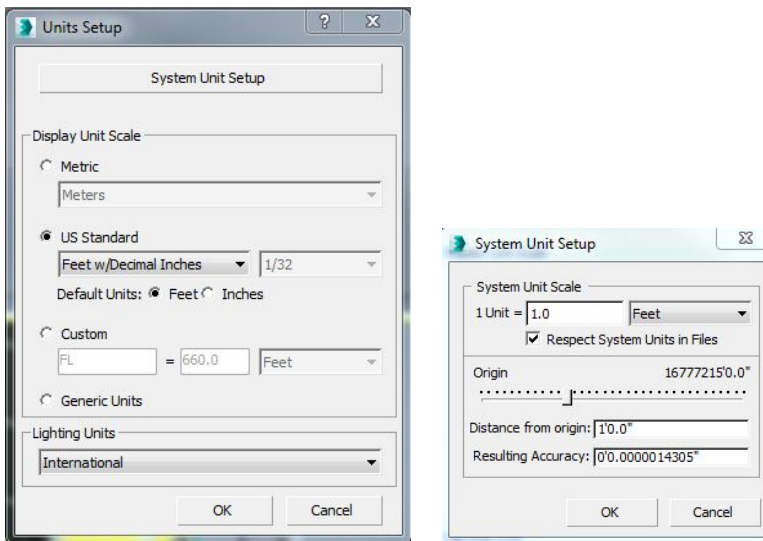 Units Setup
System Unit Setup
Display Unit Scale
Metric
Meters
US Standard
Feet w/Decimal Inches 1/32
Default Units: Feet Inches
Custom
FL = 660.0 Feet
Generic Units
Lighting Units
International
OK Cancel
System Unit Setup
System Unit Scale
1 Unit = 1.0 Feet
Respect System Units in Files
Origin 16777215'0.0"
Distance from origin: 1'0.0"
Resulting Accuracy: 0'0.0000014305"
OK Cancel